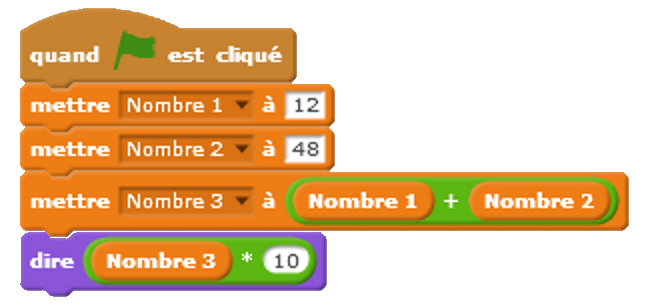 quand est cliqué
mettre Nombre 1 à 12
mettre Nombre 2 à 48
mettre Nombre 3 à Nombre 1 + Nombre 2
dire Nombre 3 * 10